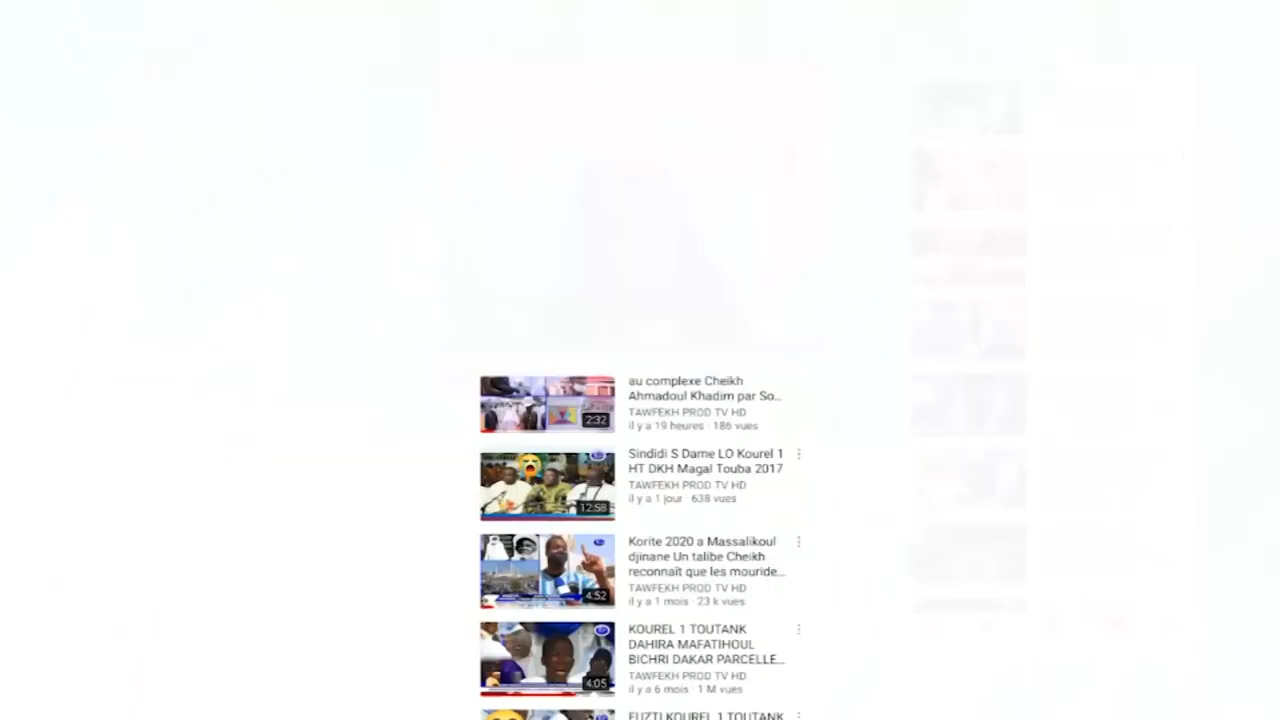 au complexe Cheikh
Ahmadoul Khadim par So...
TAWFEKH PROD TV HD
il y a 19 heures · 186 vues
2:32
Sindidi S Dame LO Kourel 1
HT DKH Magal Touba 2017
TAWFEKH PROD TV HD
il y a 1 jour · 638 vues
12:58
Korite 2020 a Massalikoul
djinane Un talibe Cheikh
reconnaît que les mouride...
TAWFEKH PROD TV HD
il y a 1 mois · 23 k vues
4:52
KOUREL 1 TOUTANK
DAHIRA MAFATIHOUL
BICHRI DAKAR PARCELLE...
TAWFEKH PROD TV HD
il y a 6 mois · 1 M vues
4:05
KOUREL 1 TOUTANK